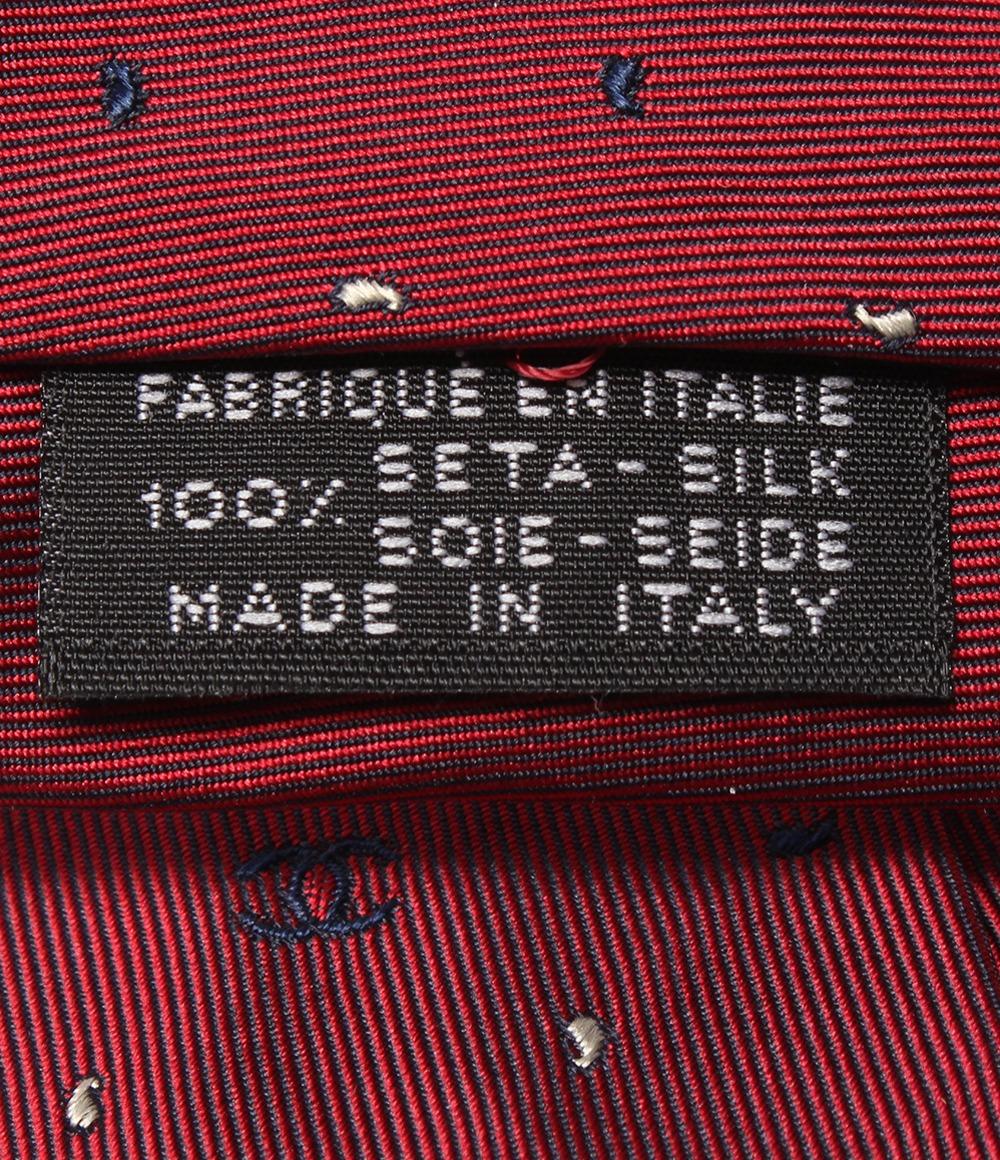 FABRIQUE EN ITALIE
100% SETA - SILK
SOIE - SEIDE
MADE IN ITALY